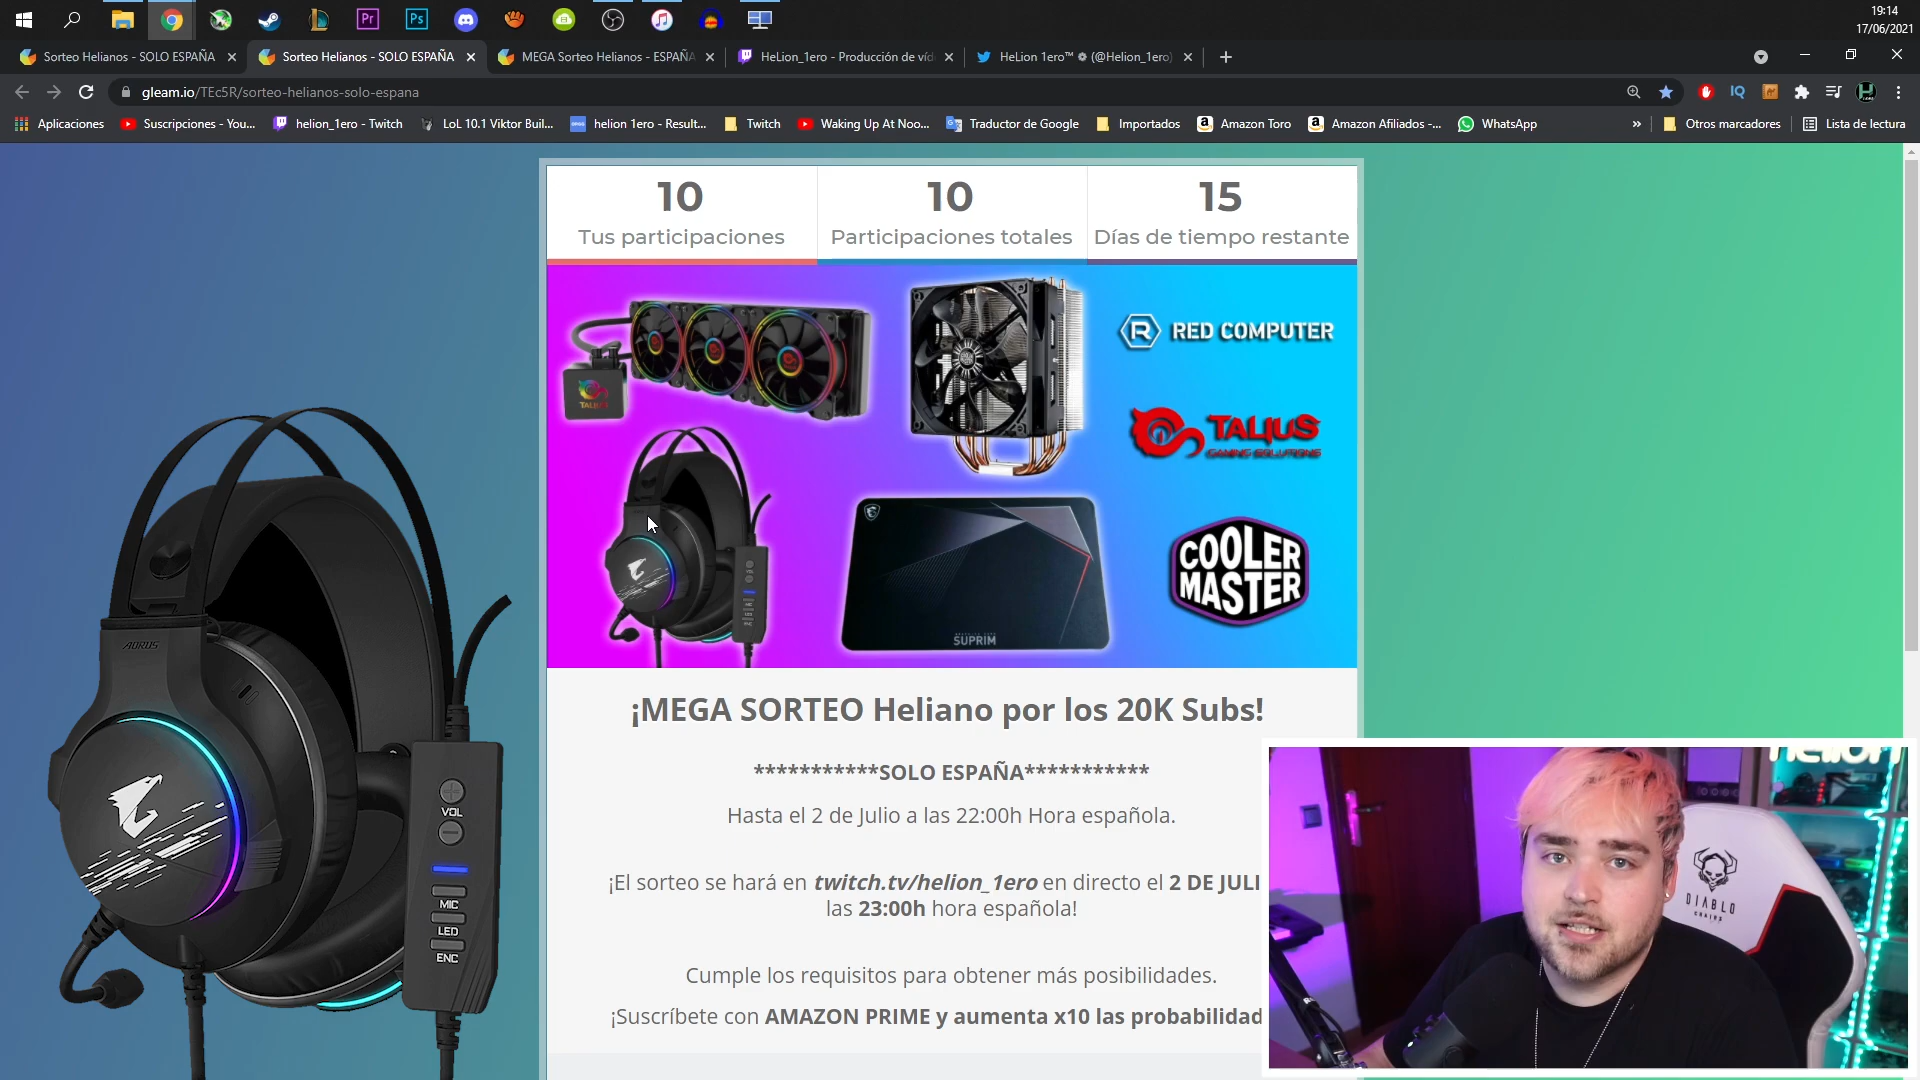 19:14
17/06/2021
Sorteo Helianos - SOLO ESPAÑA
Sorteo Helianos - SOLO ESPAÑA
MEGA Sorteo Helianos - ESPAÑA
HeLion_1ero - Producción de víd
HeLion 1ero™ (@Helion_1ero)
gleam.io/TEc5R/sorteo-helianos-solo-espana
Aplicaciones
Suscripciones - You...
helion_1ero - Twitch
LoL 10.1 Viktor Buil...
helion 1ero - Result...
Twitch
Waking Up At Noo...
Traductor de Google
Importados
Amazon Toro
Amazon Afiliados -...
WhatsApp
»
Otros marcadores
Lista de lectura
10
Tus participaciones
10
Participaciones totales
15
Días de tiempo restante
RED COMPUTER
TALIUS
GAMING SOLUTIONS
COOLER
MASTER
SUPRIM
¡MEGA SORTEO Heliano por los 20K Subs!
***********SOLO ESPAÑA***********
Hasta el 2 de Julio a las 22:00h Hora española.
¡El sorteo se hará en twitch.tv/helion_1ero en directo el 2 DE JULI
las 23:00h hora española!
Cumple los requisitos para obtener más posibilidades.
¡Suscríbete con AMAZON PRIME y aumenta x10 las probabilidad
AORUS
VOL
MIC
LED
ENC
helion
DIABLO
CHAIRS